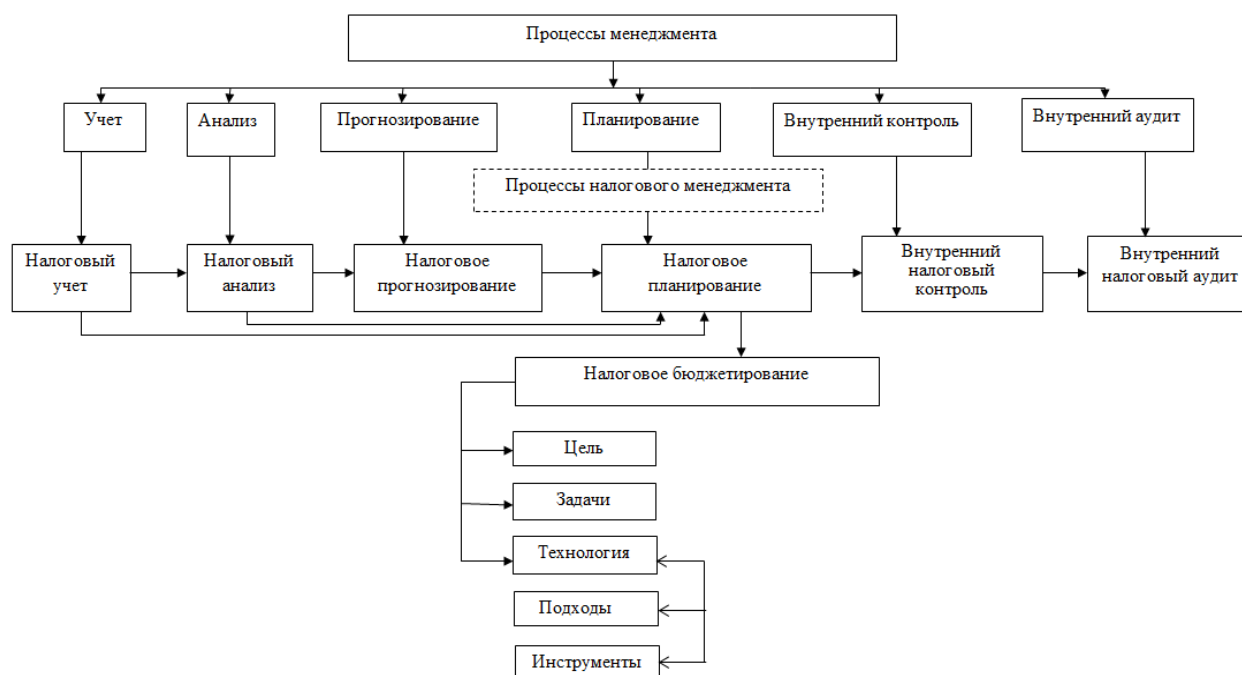 Процессы менеджмента
Учет
Анализ
Прогнозирование
Планирование
Внутренний контроль
Внутренний аудит
Процессы налогового менеджмента
Налоговый
учет
Налоговый
анализ
Налоговое
прогнозирование
Налоговое
планирование
Внутренний
налоговый
контроль
Внутренний
налоговый аудит
Налоговое бюджетирование
Цель
Задачи
Технология
Подходы
Инструменты